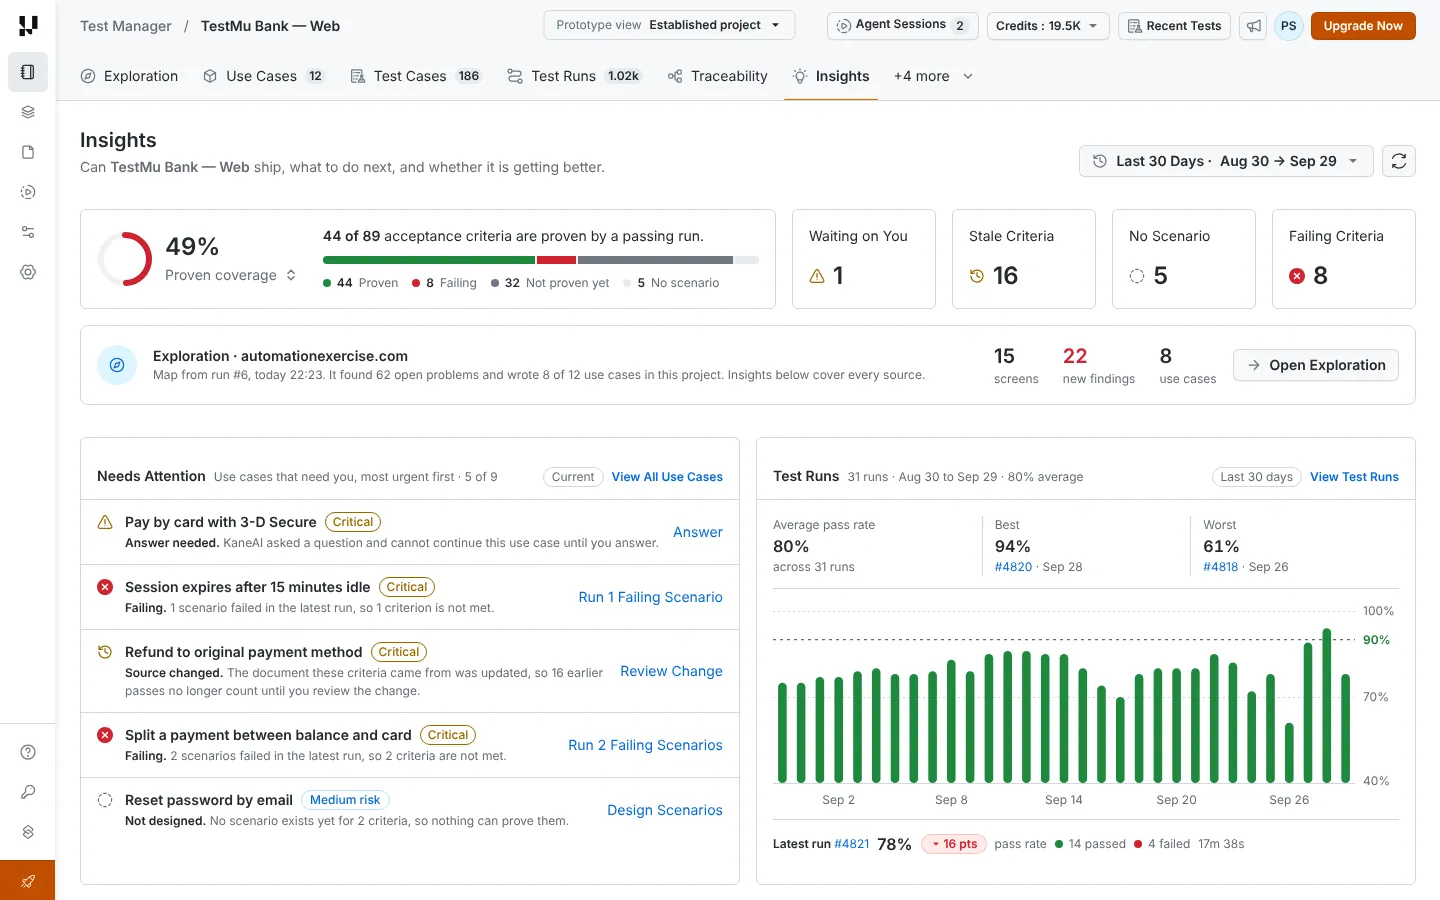 Test Manager / TestMu Bank — Web
Prototype view Established project
Agent Sessions 2
Credits : 19.5K
Recent Tests
PS
Upgrade Now
Exploration
Use Cases 12
Test Cases 186
Test Runs 1.02k
Traceability
Insights
+4 more
Insights
Can TestMu Bank — Web ship, what to do next, and whether it is getting better.
Last 30 Days · Aug 30 → Sep 29
49%
Proven coverage
44 of 89 acceptance criteria are proven by a passing run.
44 Proven 8 Failing 32 Not proven yet 5 No scenario
Waiting on You
1
Stale Criteria
16
No Scenario
5
Failing Criteria
8
Exploration · automationexercise.com
Map from run #6, today 22:23. It found 62 open problems and wrote 8 of 12 use cases in this project. Insights below cover every source.
15
screens
22
new findings
8
use cases
Open Exploration
Needs Attention Use cases that need you, most urgent first · 5 of 9
Current
View All Use Cases
Pay by card with 3-D Secure Critical
Answer needed. KaneAI asked a question and cannot continue this use case until you answer.
Answer
Session expires after 15 minutes idle Critical
Failing. 1 scenario failed in the latest run, so 1 criterion is not met.
Run 1 Failing Scenario
Refund to original payment method Critical
Source changed. The document these criteria came from was updated, so 16 earlier
passes no longer count until you review the change.
Review Change
Split a payment between balance and card Critical
Failing. 2 scenarios failed in the latest run, so 2 criteria are not met.
Run 2 Failing Scenarios
Reset password by email Medium risk
Not designed. No scenario exists yet for 2 criteria, so nothing can prove them.
Design Scenarios
Test Runs 31 runs · Aug 30 to Sep 29 · 80% average
Last 30 days
View Test Runs
Average pass rate
80%
across 31 runs
Best
94%
#4820 · Sep 28
Worst
61%
#4818 · Sep 26
100%
90%
70%
40%
Sep 2 Sep 8 Sep 14 Sep 20 Sep 26
Latest run #4821 78% 16 pts pass rate 14 passed 4 failed 17m 38s